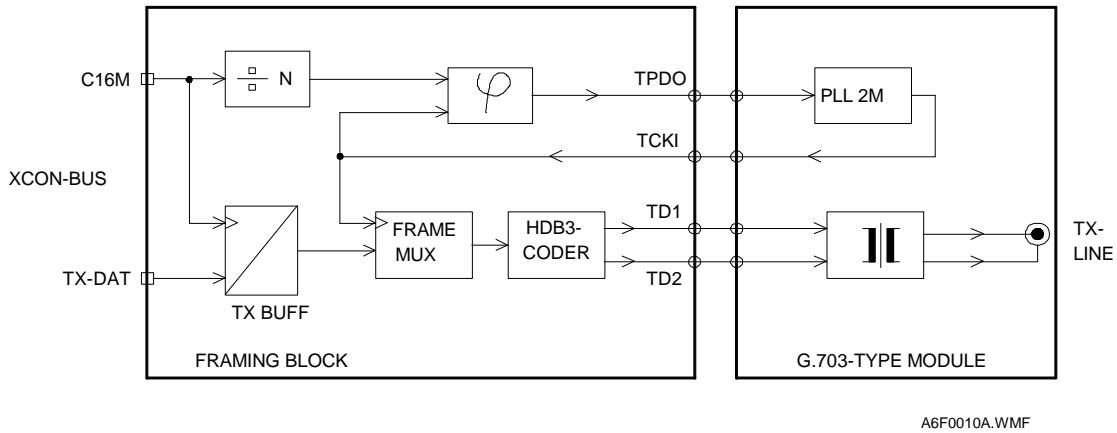 C16M
÷ N
φ
TPDO
PLL 2M
TCKI
XCON-BUS
TD1
FRAME
MUX
HDB3-
CODER
TX-
LINE
TX-DAT
TD2
TX BUFF
FRAMING BLOCK
G.703-TYPE MODULE
A6F0010A.WMF